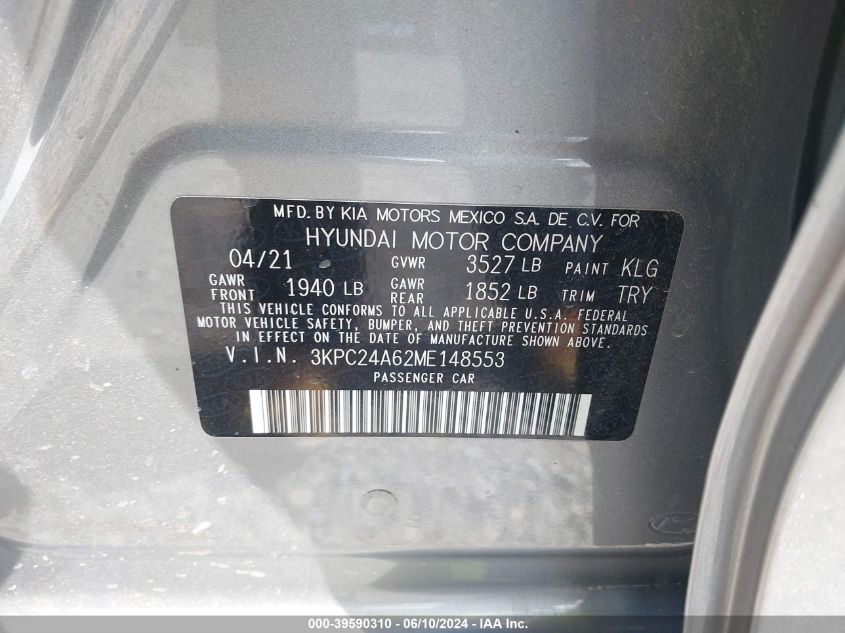 MFD. BY KIA MOTORS MEXICO S.A. DE C.V. FOR
HYUNDAI MOTOR COMPANY
04/21 GVWR 3527 LB PAINT KLG
GAWR FRONT 1940 LB GAWR REAR 1852 LB TRIM TRY
THIS VEHICLE CONFORMS TO ALL APPLICABLE U.S.A. FEDERAL
MOTOR VEHICLE SAFETY, BUMPER, AND THEFT PREVENTION STANDARDS
IN EFFECT ON THE DATE OF MANUFACTURE SHOWN ABOVE.
V.I.N. 3KPC24A62ME148553
PASSENGER CAR
000-39590310 - 06/10/2024 - IAA Inc.